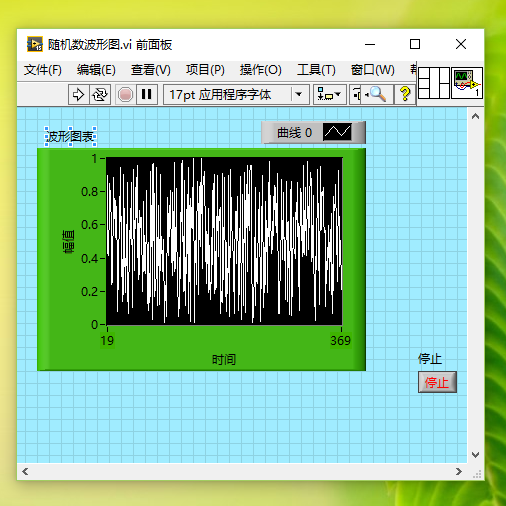 随机数波形图.vi 前面板
文件(F) 编辑(E) 查看(V) 项目(P) 操作(O) 工具(T) 窗口(W)
17pt 应用程序字体
波形图表
曲线 0
1
0.8
0.6
0.4
0.2
0
幅值
19
369
时间
停止
停止